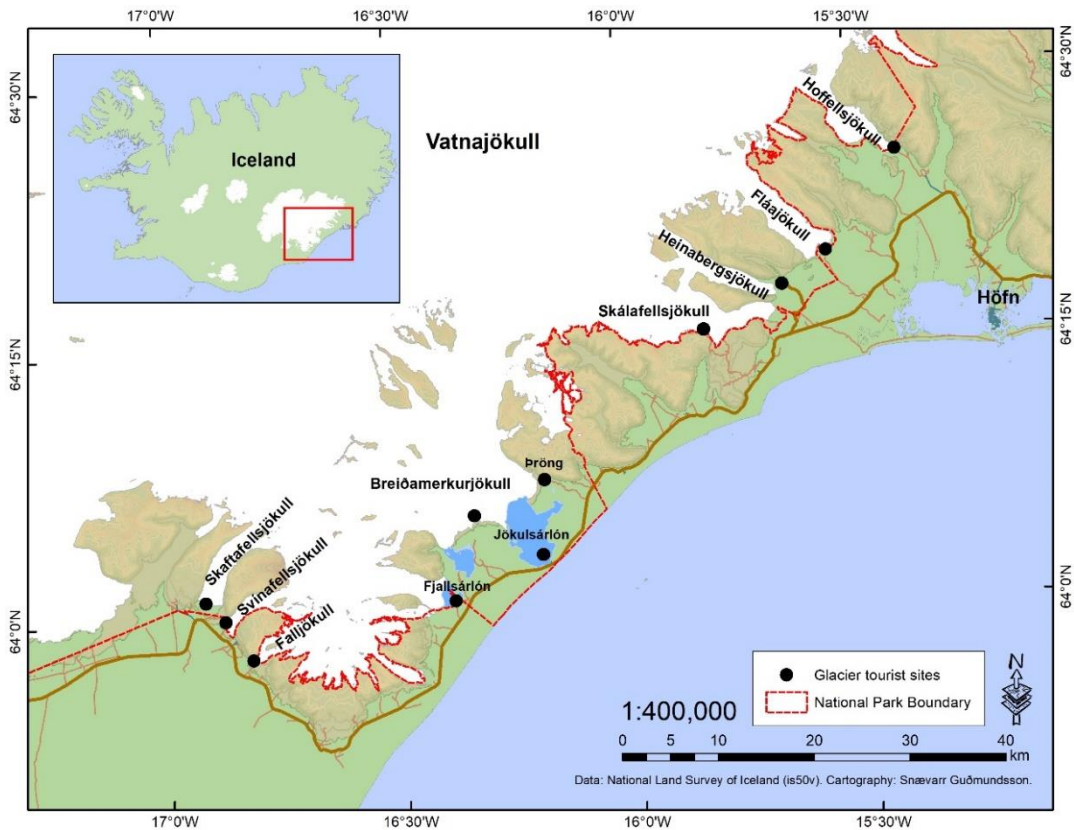 17°0'W
16°30'W
16°0'W
15°30'W
64°30'N
64°30'N
Iceland
Vatnajökull
Hoffellsjökull
Fláajökull
Heinabergsjökull
Skálafellsjökull
Höfn
64°15'N
64°15'N
Þröng
Breiðamerkurjökull
Jökulsárlón
Skaftafellsjökull
Svínafellsjökull
Fjallsárlón
Falljökull
64°0'N
64°0'N
Glacier tourist sites
National Park Boundary
N
1:400,000
0 5 10 20 30 40
km
Data: National Land Survey of Iceland (is50v). Cartography: Snævarr Guðmundsson.
17°0'W
16°30'W
16°0'W
15°30'W